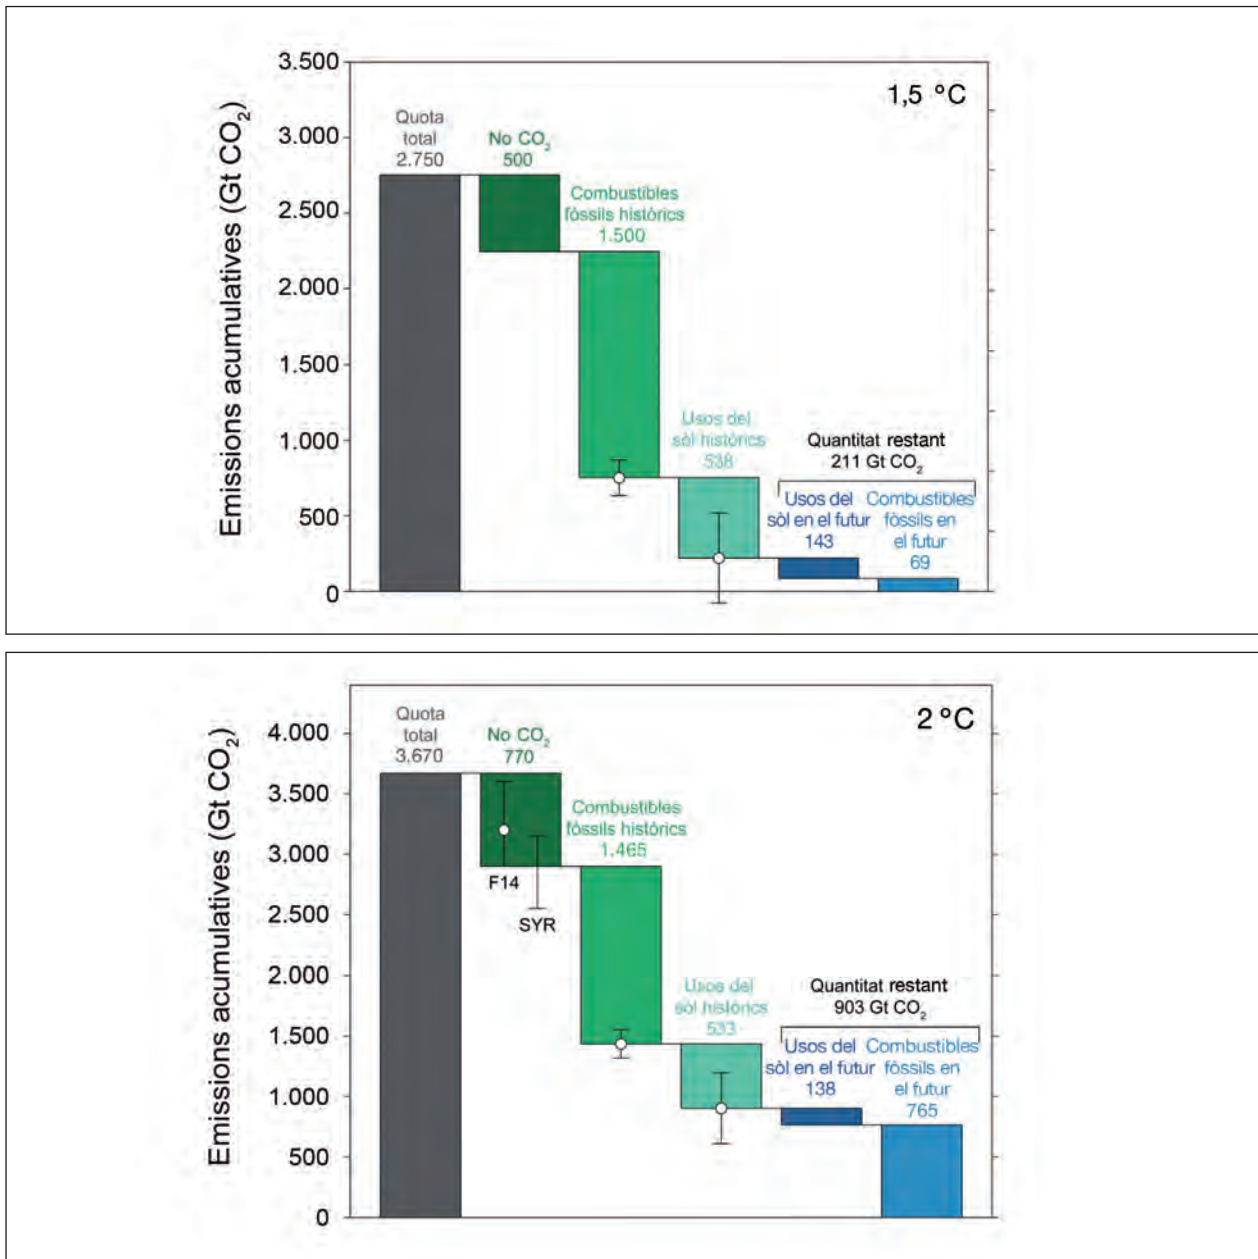 Emissions acumulatives (Gt CO2)
3.500
3.000
2.500
2.000
1.500
1.000
500
0
1,5 ºC
Quota
total
2.750
No CO2
500
Combustibles
fòssils històrics
1.500
Usos del
sòl històrics
538
Quantitat restant
211 Gt CO2
Usos del
sòl en el futur
143
Combustibles
fòssils en
el futur
69
Emissions acumulatives (Gt CO2)
4.000
3.500
3.000
2.500
2.000
1.500
1.000
500
0
2 ºC
Quota
total
3.670
No CO2
770
F14
SYR
Combustibles
fòssils històrics
1.465
Usos del
sòl històrics
533
Quantitat restant
903 Gt CO2
Usos del
sòl en el futur
138
Combustibles
fòssils en
el futur
765